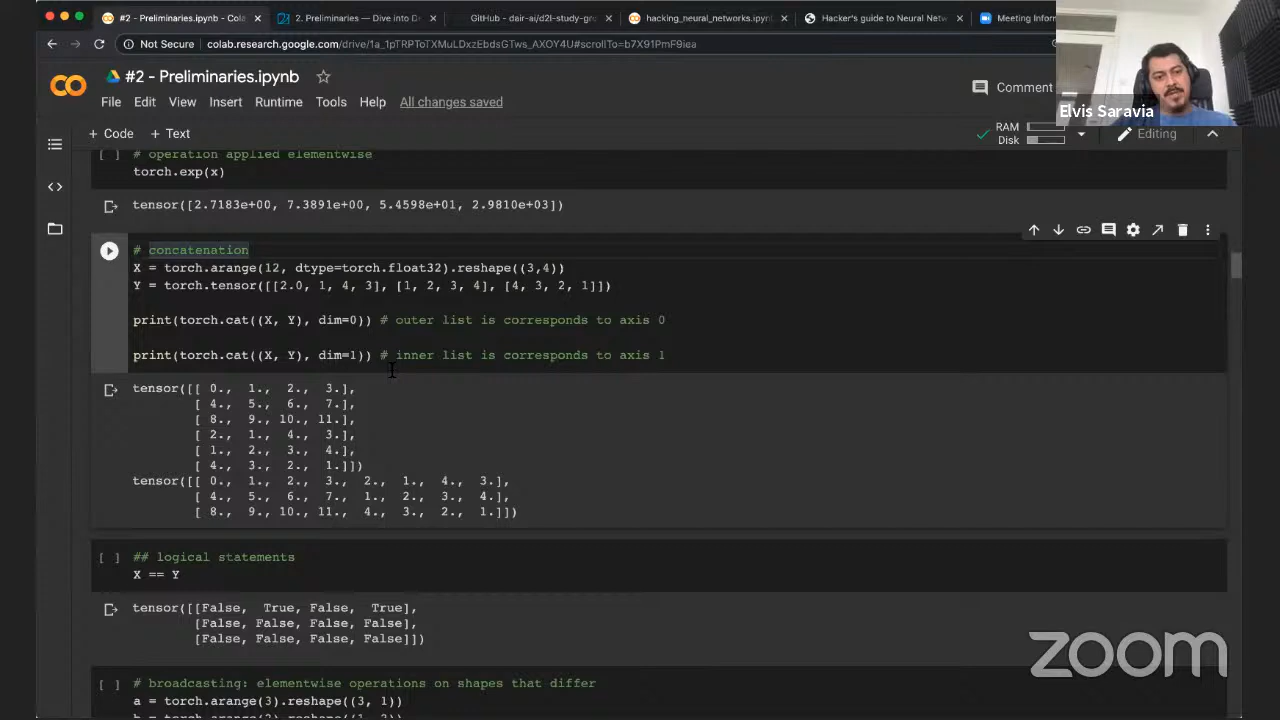 #2 - Preliminaries.ipynb - Cola
2. Preliminaries — Dive into D
GitHub - dair-ai/d2l-study-gro
hacking_neural_networks.ipynb
Hacker's guide to Neural Netw
Meeting Inform
Not Secure | colab.research.google.com/drive/1a_1pTRPToTXMuLDxzEbdsGTws_AXOY4U#scrollTo=b7X91PmF9iea
#2 - Preliminaries.ipynb
File Edit View Insert Runtime Tools Help All changes saved
Comment
Elvis Saravia
+ Code + Text
RAM
Disk
Editing
[ ] # operation applied elementwise
torch.exp(x)
tensor([2.7183e+00, 7.3891e+00, 5.4598e+01, 2.9810e+03])
# concatenation
X = torch.arange(12, dtype=torch.float32).reshape((3,4))
Y = torch.tensor([[2.0, 1, 4, 3], [1, 2, 3, 4], [4, 3, 2, 1]])
print(torch.cat((X, Y), dim=0)) # outer list is corresponds to axis 0
print(torch.cat((X, Y), dim=1)) # inner list is corresponds to axis 1
tensor([[ 0., 1., 2., 3.],
[ 4., 5., 6., 7.],
[ 8., 9., 10., 11.],
[ 2., 1., 4., 3.],
[ 1., 2., 3., 4.],
[ 4., 3., 2., 1.]])
tensor([[ 0., 1., 2., 3., 2., 1., 4., 3.],
[ 4., 5., 6., 7., 1., 2., 3., 4.],
[ 8., 9., 10., 11., 4., 3., 2., 1.]])
[ ] ## logical statements
X == Y
tensor([[False, True, False, True],
[False, False, False, False],
[False, False, False, False]])
zoom
[ ] # broadcasting: elementwise operations on shapes that differ
a = torch.arange(3).reshape((3, 1))